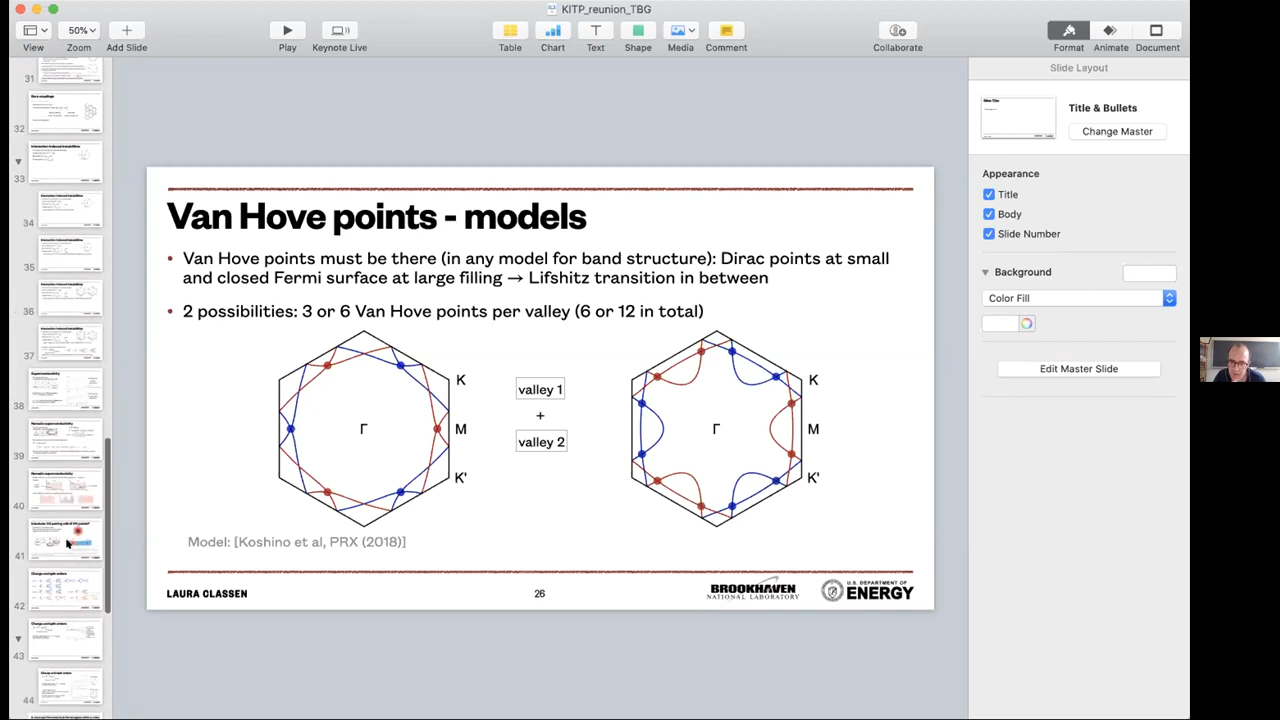 KITP_reunion_TBG
50%
View
Zoom
Add Slide
Play
Keynote Live
Table
Chart
Text
Shape
Media
Comment
Collaborate
Format
Animate
Document
Slide Layout
Title & Bullets
Change Master
Appearance
Title
Body
Slide Number
Background
Color Fill
Edit Master Slide
31
32
33
34
35
36
37
38
39
40
41
42
43
44
Van Hove points - models
• Van Hove points must be there (in any model for band structure): Dirac points at small
and closed Fermi surface at large filling → Lifshitz transition in between
• 2 possibilities: 3 or 6 Van Hove points per valley (6 or 12 in total)
K
Γ
M
K'
valley 1
+
valley 2
K
Γ
M
K'
Model: [Koshino et al, PRX (2018)]
LAURA CLASSEN
26
BROOKHAVEN
NATIONAL LABORATORY
U.S. DEPARTMENT OF
ENERGY